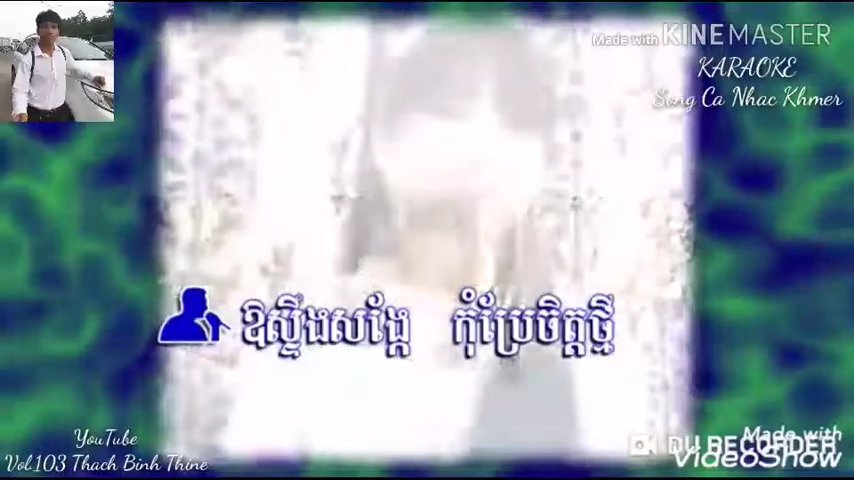 Made with KINEMASTER
KARAOKE
Song Ca Nhac Khmer
ឱស្ទឹងសង្កែ កុំប្រែចិត្តថ្មី
YouTube
Vol.103 Thach Binh Thine
DU RECORDER
Made with
VideoShow